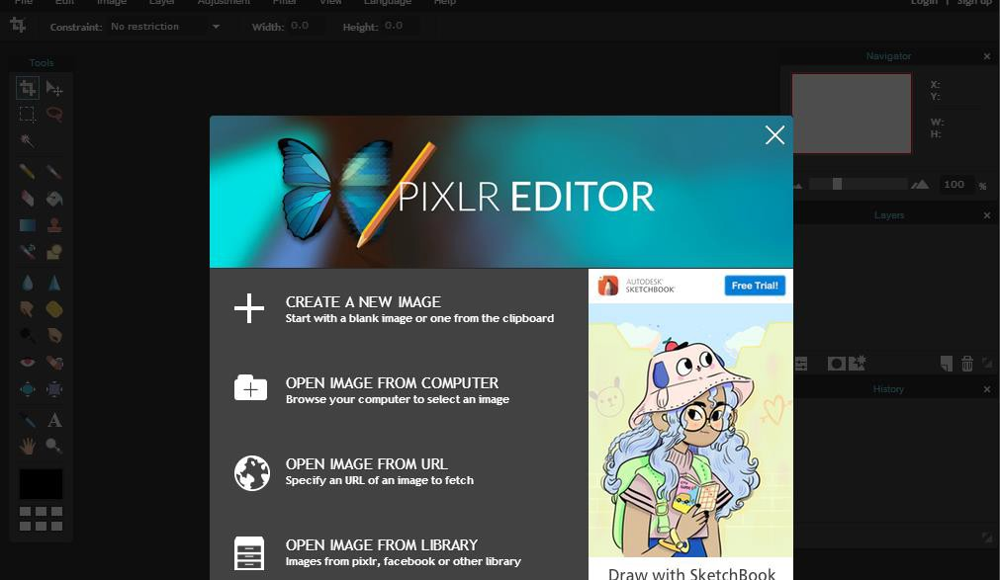 File Edit Image Layer Adjustment Filter View Language Help Login | Sign up
Constraint: No restriction Width: 0.0 Height: 0.0
Tools
Navigator
X:
Y:
W:
H:
100 %
Layers
History
PIXLR EDITOR
CREATE A NEW IMAGE
Start with a blank image or one from the clipboard
OPEN IMAGE FROM COMPUTER
Browse your computer to select an image
OPEN IMAGE FROM URL
Specify an URL of an image to fetch
OPEN IMAGE FROM LIBRARY
Images from pixlr, facebook or other library
AUTODESK®
SKETCHBOOK®
Free Trial!
Draw with SketchBook